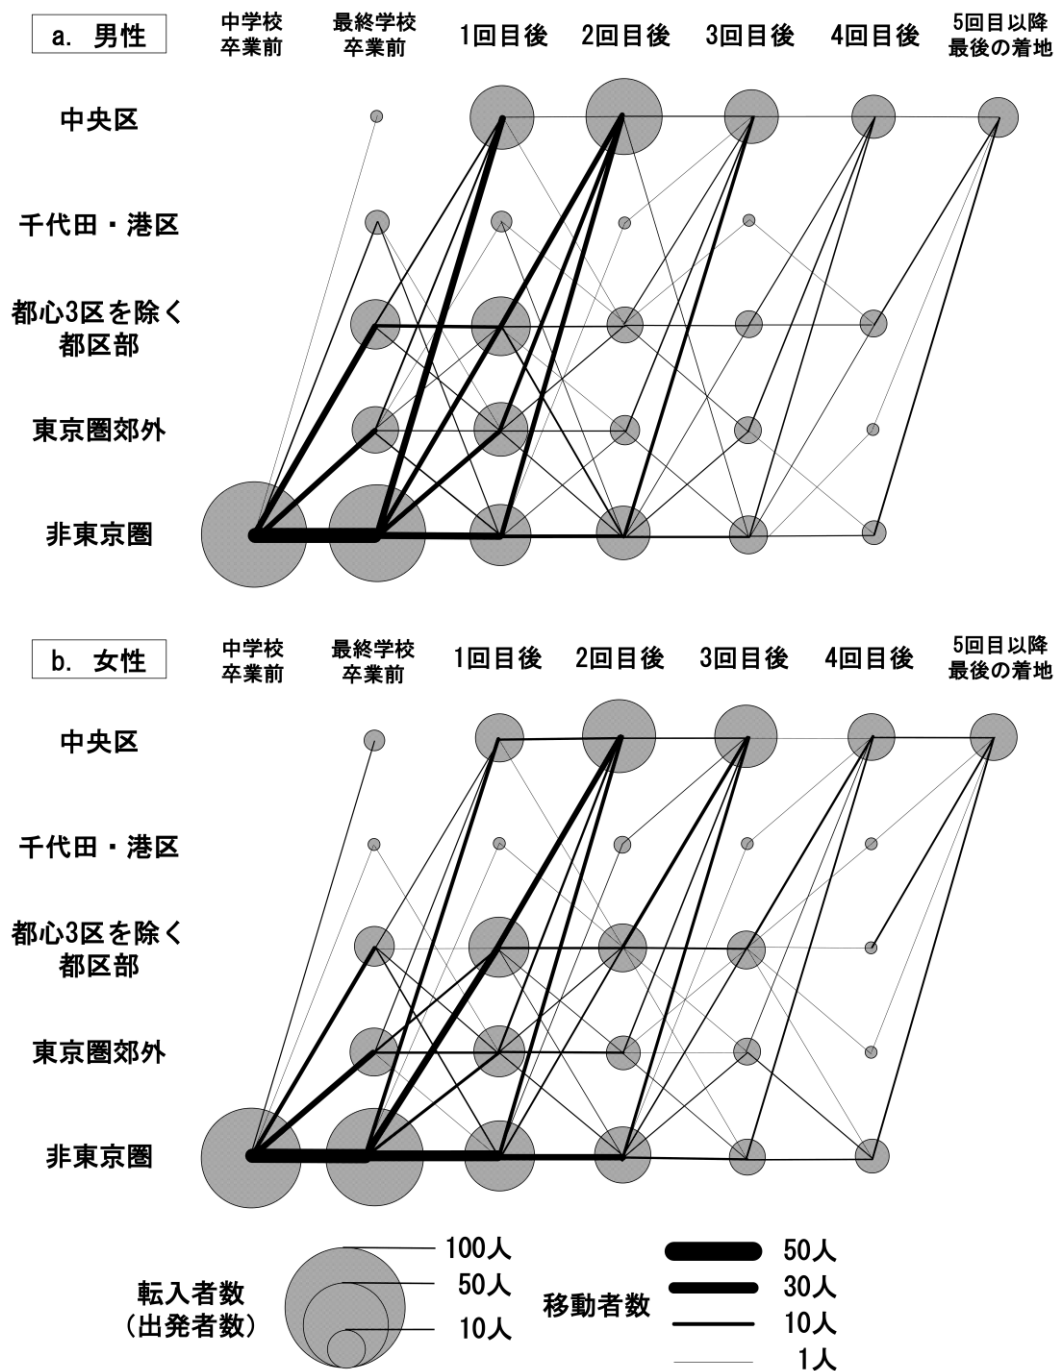 a. 男性
中学校
卒業前
最終学校
卒業前
1回目後
2回目後
3回目後
4回目後
5回目以降
最後の着地
中央区
千代田・港区
都心3区を除く
都区部
東京圏郊外
非東京圏
b. 女性
中学校
卒業前
最終学校
卒業前
1回目後
2回目後
3回目後
4回目後
5回目以降
最後の着地
中央区
千代田・港区
都心3区を除く
都区部
東京圏郊外
非東京圏
転入者数
(出発者数)
100人
50人
10人
移動者数
50人
30人
10人
1人